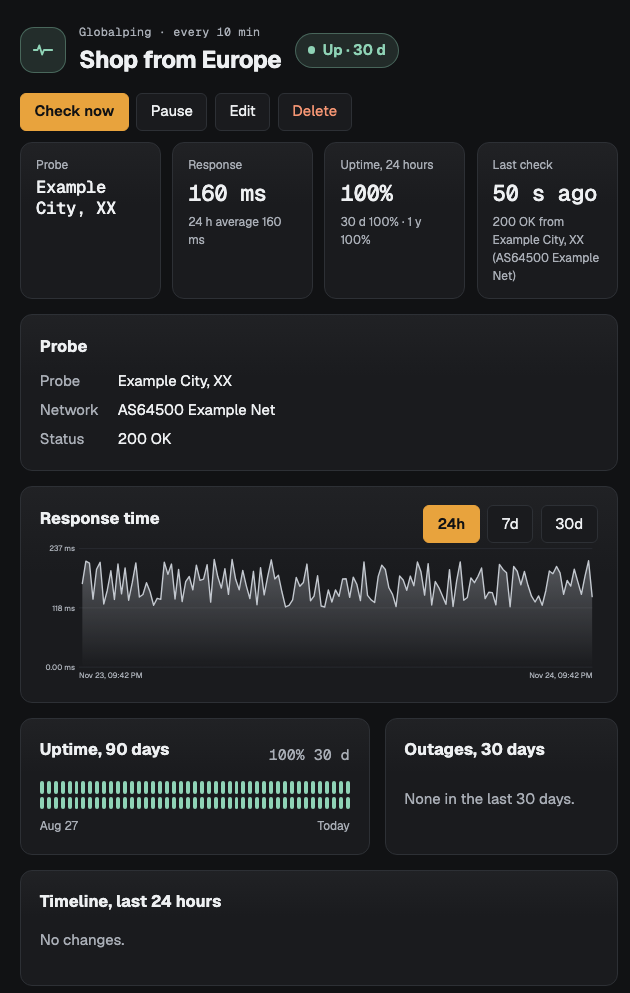 Globalping · every 10 min
Shop from Europe
Up · 30 d
Check now
Pause
Edit
Delete
Probe
Example
City, XX
Response
160 ms
24 h average 160
ms
Uptime, 24 hours
100%
30 d 100% · 1 y
100%
Last check
50 s ago
200 OK from
Example City, XX
(AS64500 Example
Net)
Probe
Probe Example City, XX
Network AS64500 Example Net
Status 200 OK
Response time
24h
7d
30d
237 ms
118 ms
0.00 ms
Nov 23, 09:42 PM
Nov 24, 09:42 PM
Uptime, 90 days
100% 30 d
Aug 27
Today
Outages, 30 days
None in the last 30 days.
Timeline, last 24 hours
No changes.